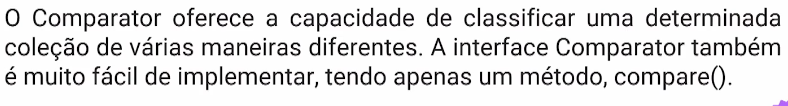 O Comparator oferece a capacidade de classificar uma determinada
coleção de várias maneiras diferentes. A interface Comparator também
é muito fácil de implementar, tendo apenas um método, compare().